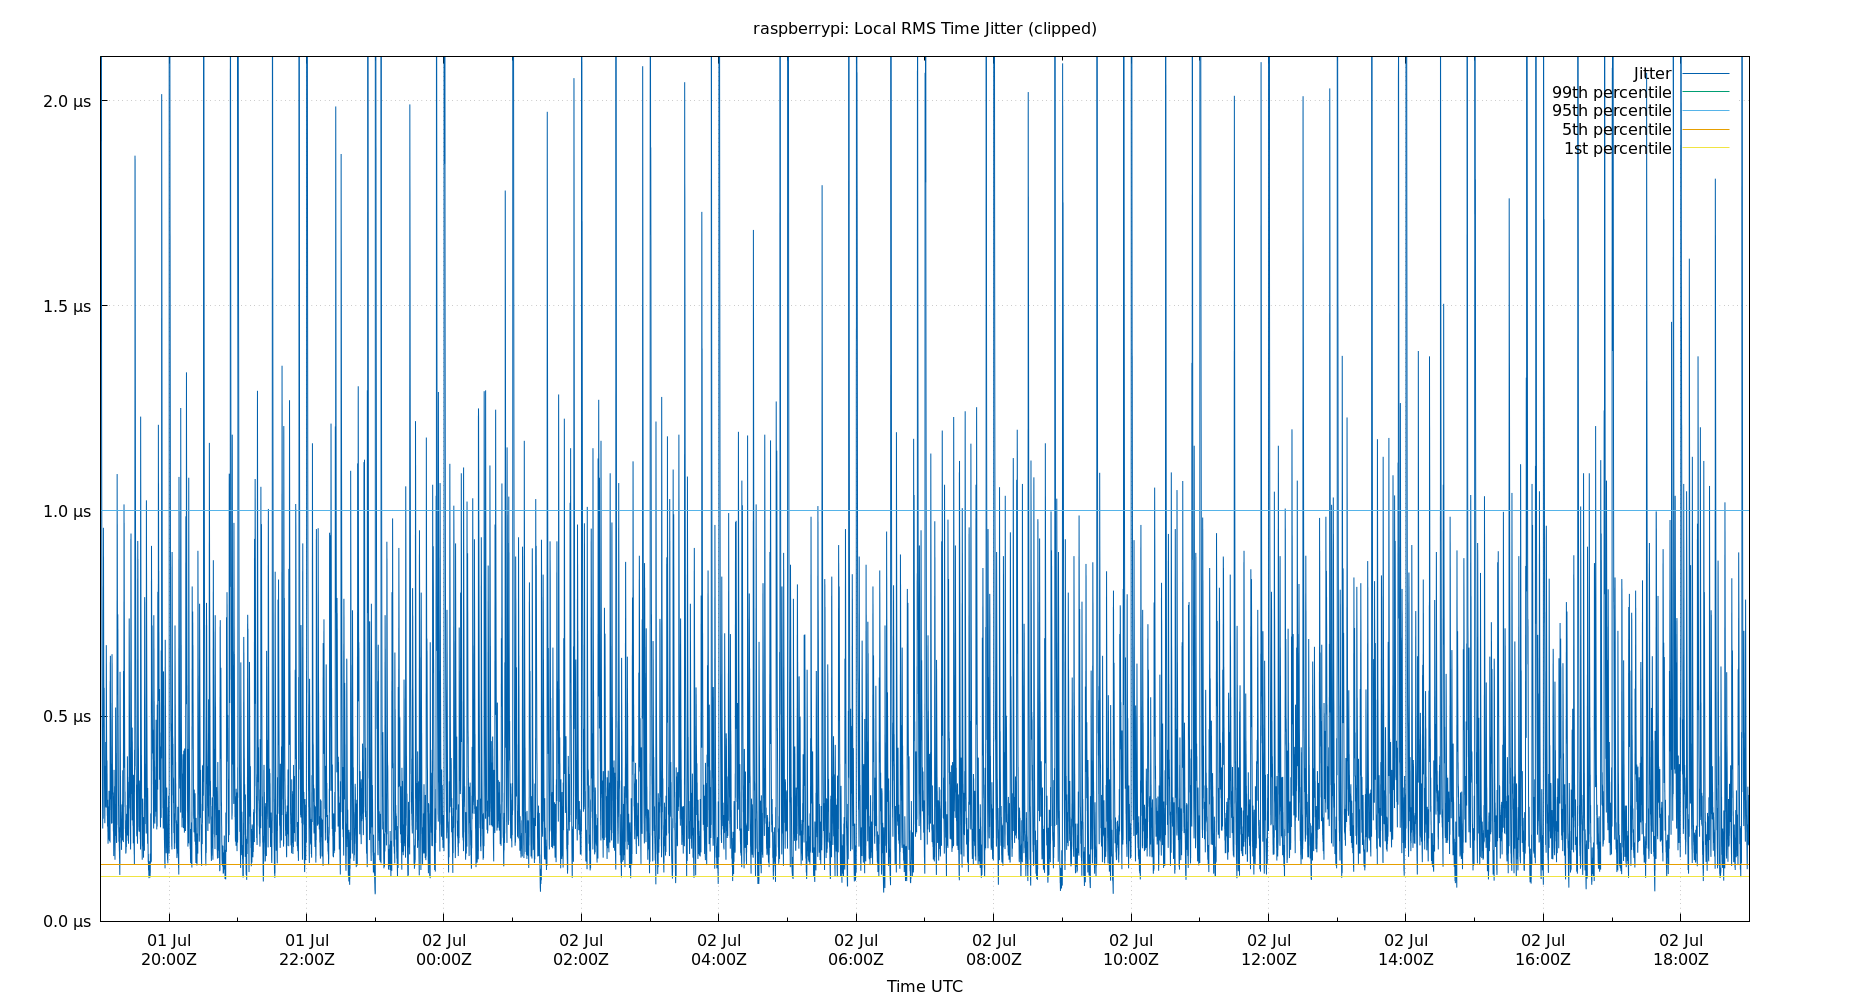 raspberrypi: Local RMS Time Jitter (clipped)
Jitter
99th percentile
95th percentile
5th percentile
1st percentile
2.0 µs
1.5 µs
1.0 µs
0.5 µs
0.0 µs
01 Jul 01 Jul 02 Jul 02 Jul 02 Jul 02 Jul 02 Jul 02 Jul 02 Jul 02 Jul 02 Jul 02 Jul
20:00Z 22:00Z 00:00Z 02:00Z 04:00Z 06:00Z 08:00Z 10:00Z 12:00Z 14:00Z 16:00Z 18:00Z
Time UTC